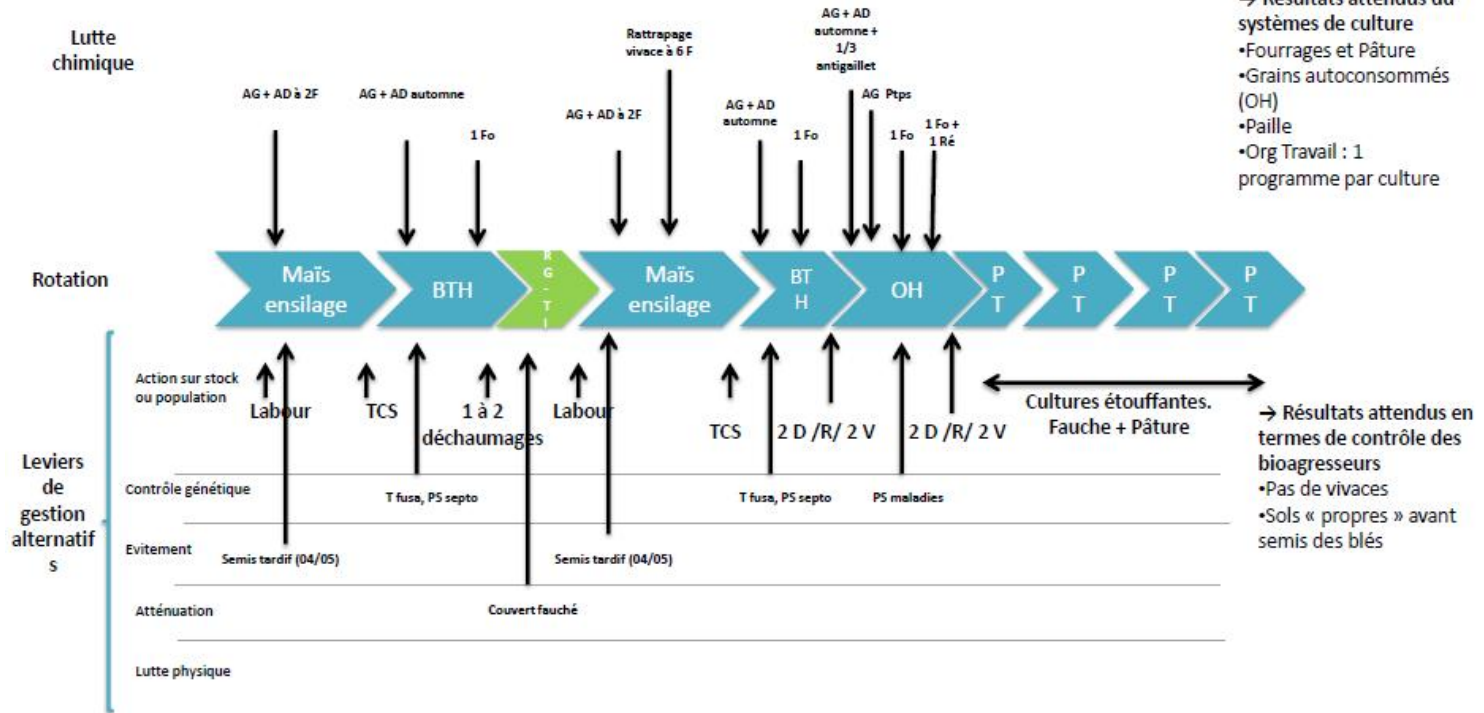 Lutte
chimique
AG + AD à 2F
AG + AD automne
1 Fo
AG + AD à 2F
Rattrapage
vivace à 6 F
AG + AD
automne
1 Fo
AG + AD
automne +
1/3
antigaillet
AG Ptps
1 Fo
1 Fo +
1 Ré
→ Résultats attendus du
systèmes de culture
•Fourrages et Pâture
•Grains autoconsommés
(OH)
•Paille
•Org Travail : 1
programme par culture
Rotation
Maïs
ensilage
BTH
R
G
-
T
I
Maïs
ensilage
BT
H
OH
P
T
P
T
P
T
P
T
Leviers
de
gestion
alternatif
s
Action sur stock
ou population
Labour
TCS
1 à 2
déchaumages
Labour
TCS
2 D /R/ 2 V
2 D /R/ 2 V
Cultures étouffantes.
Fauche + Pâture
Contrôle génétique
T fusa, PS septo
T fusa, PS septo
PS maladies
Evitement
Semis tardif (04/05)
Semis tardif (04/05)
Atténuation
Couvert fauché
Lutte physique
→ Résultats attendus en
termes de contrôle des
bioagresseurs
•Pas de vivaces
•Sols « propres » avant
semis des blés